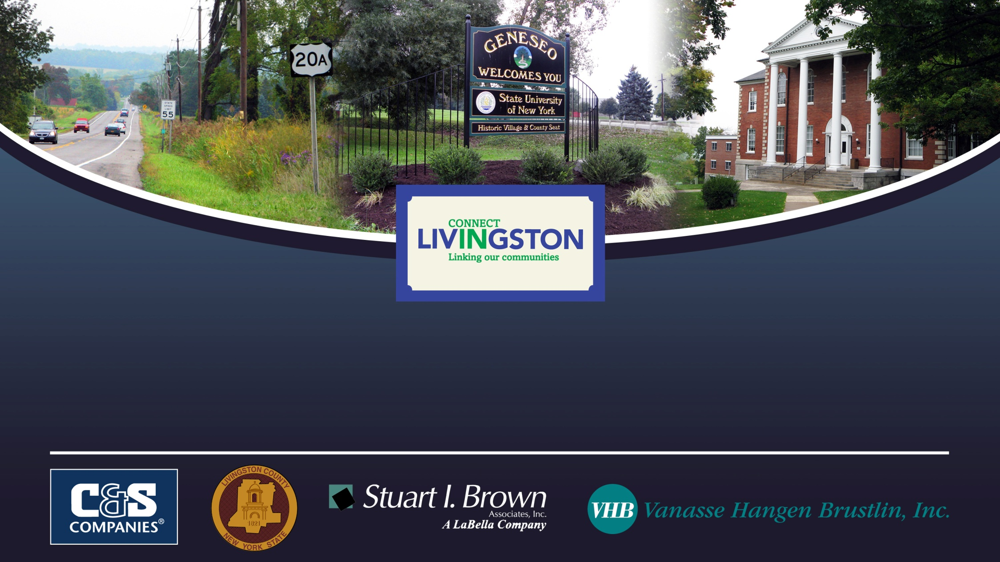 20A
STATE
SPEED
LIMIT
55
GENESEO
WELCOMES YOU
State University
of New York
Historic Village & County Seat
CONNECT
LIVINGSTON
Linking our communities
C&S
COMPANIES®
LIVINGSTON COUNTY
1821
NEW YORK STATE
Stuart I. Brown
Associates, Inc.
A LaBella Company
VHB Vanasse Hangen Brustlin, Inc.